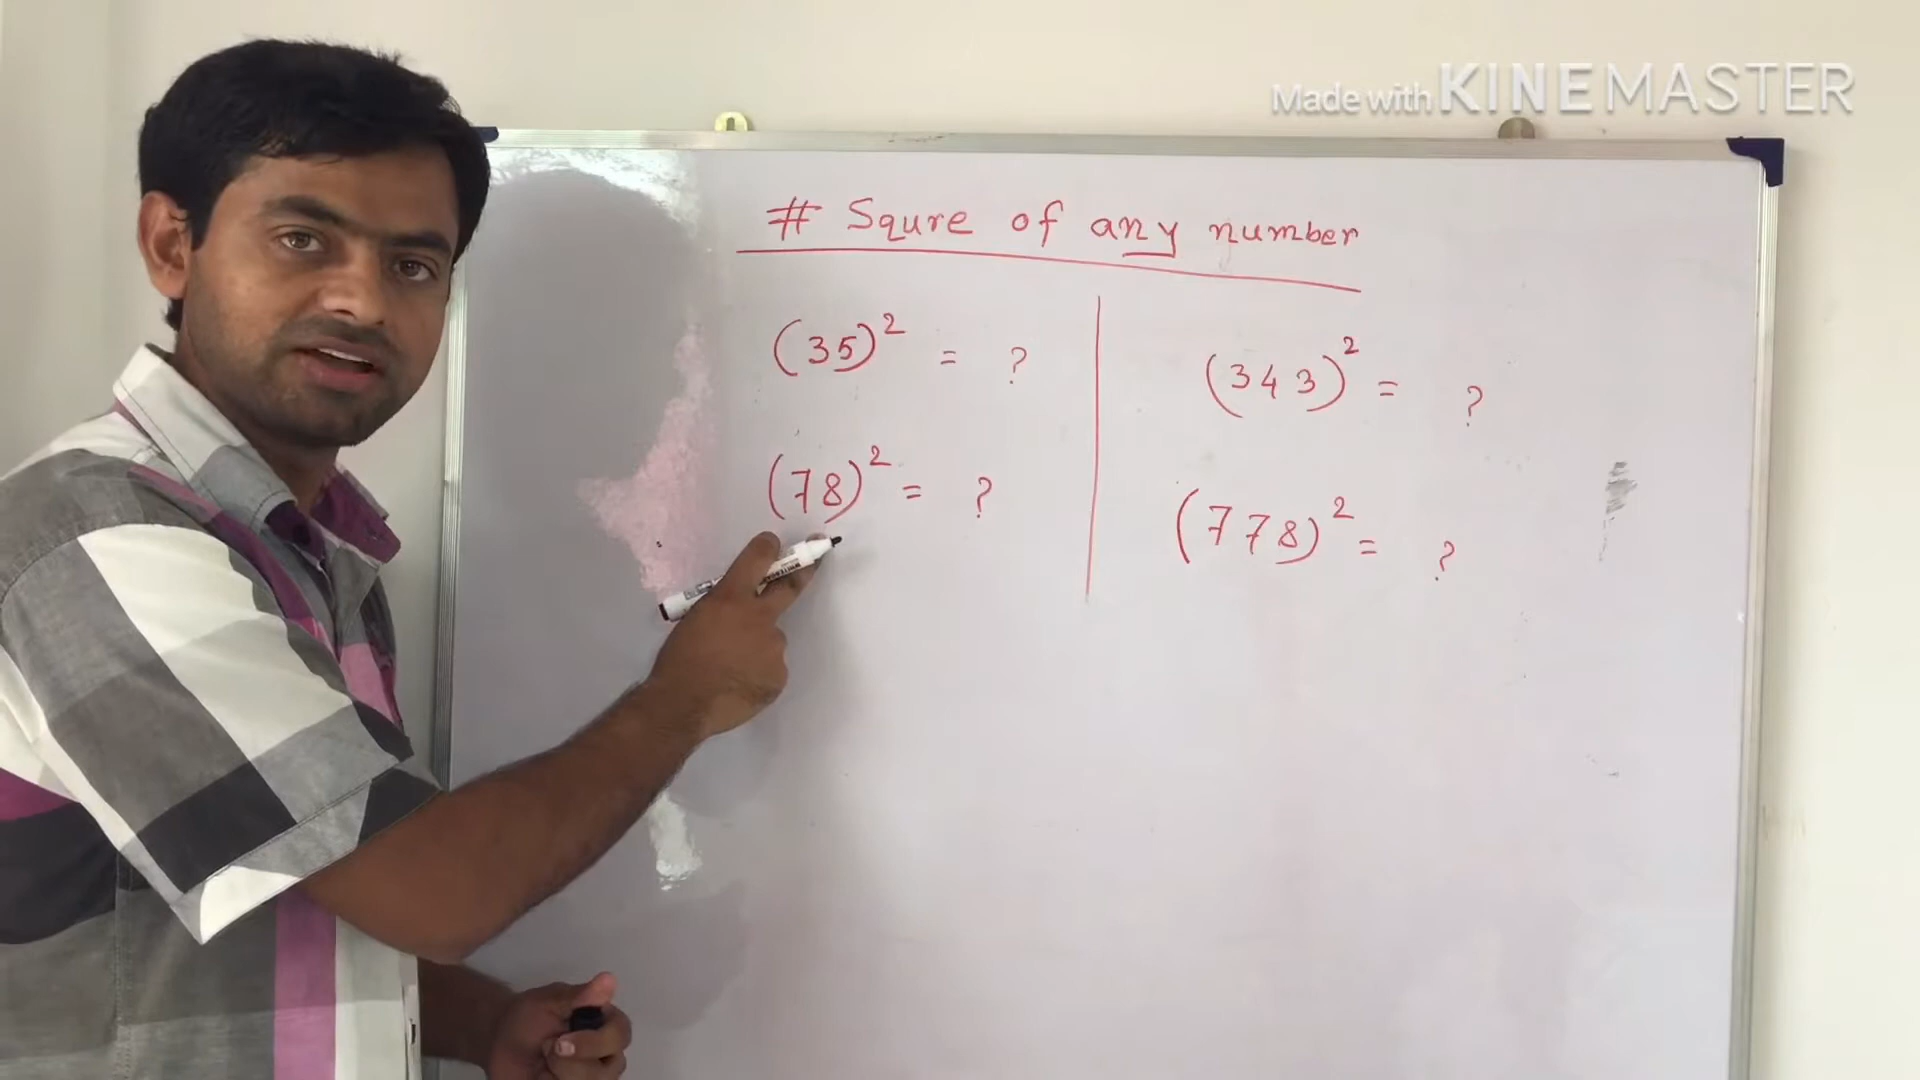 Made with KINEMASTER
# Squre of any number
(35)² = ?
(78)² = ?
(343)² = ?
(778)² = ?